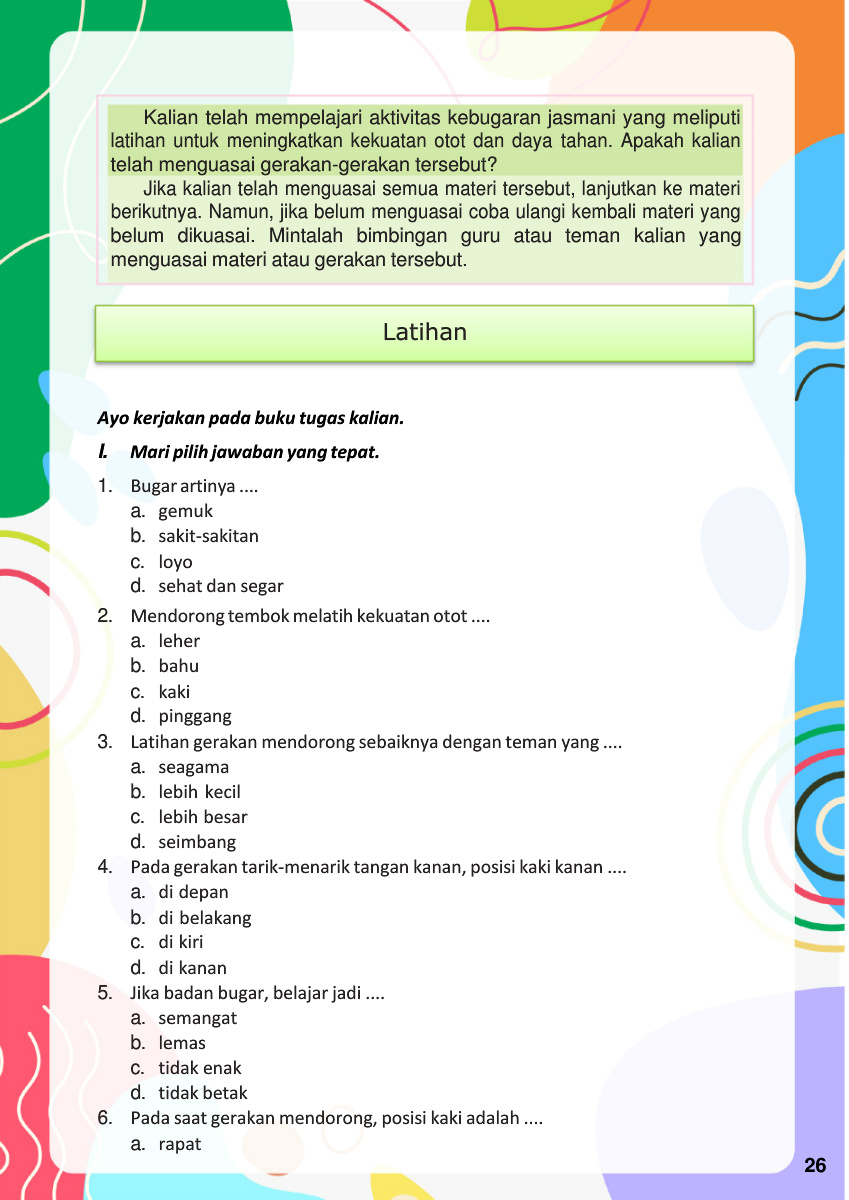 Kalian telah mempelajari aktivitas kebugaran jasmani yang meliputi
latihan untuk meningkatkan kekuatan otot dan daya tahan. Apakah kalian
telah menguasai gerakan-gerakan tersebut?
Jika kalian telah menguasai semua materi tersebut, lanjutkan ke materi
berikutnya. Namun, jika belum menguasai coba ulangi kembali materi yang
belum dikuasai. Mintalah bimbingan guru atau teman kalian yang
menguasai materi atau gerakan tersebut.
Latihan
Ayo kerjakan pada buku tugas kalian.
I. Mari pilih jawaban yang tepat.
1. Bugar artinya ....
a. gemuk
b. sakit-sakitan
c. loyo
d. sehat dan segar
2. Mendorong tembok melatih kekuatan otot ....
a. leher
b. bahu
c. kaki
d. pinggang
3. Latihan gerakan mendorong sebaiknya dengan teman yang ....
a. seagama
b. lebih kecil
c. lebih besar
d. seimbang
4. Pada gerakan tarik-menarik tangan kanan, posisi kaki kanan ....
a. di depan
b. di belakang
c. di kiri
d. di kanan
5. Jika badan bugar, belajar jadi ....
a. semangat
b. lemas
c. tidak enak
d. tidak betak
6. Pada saat gerakan mendorong, posisi kaki adalah ....
a. rapat
26